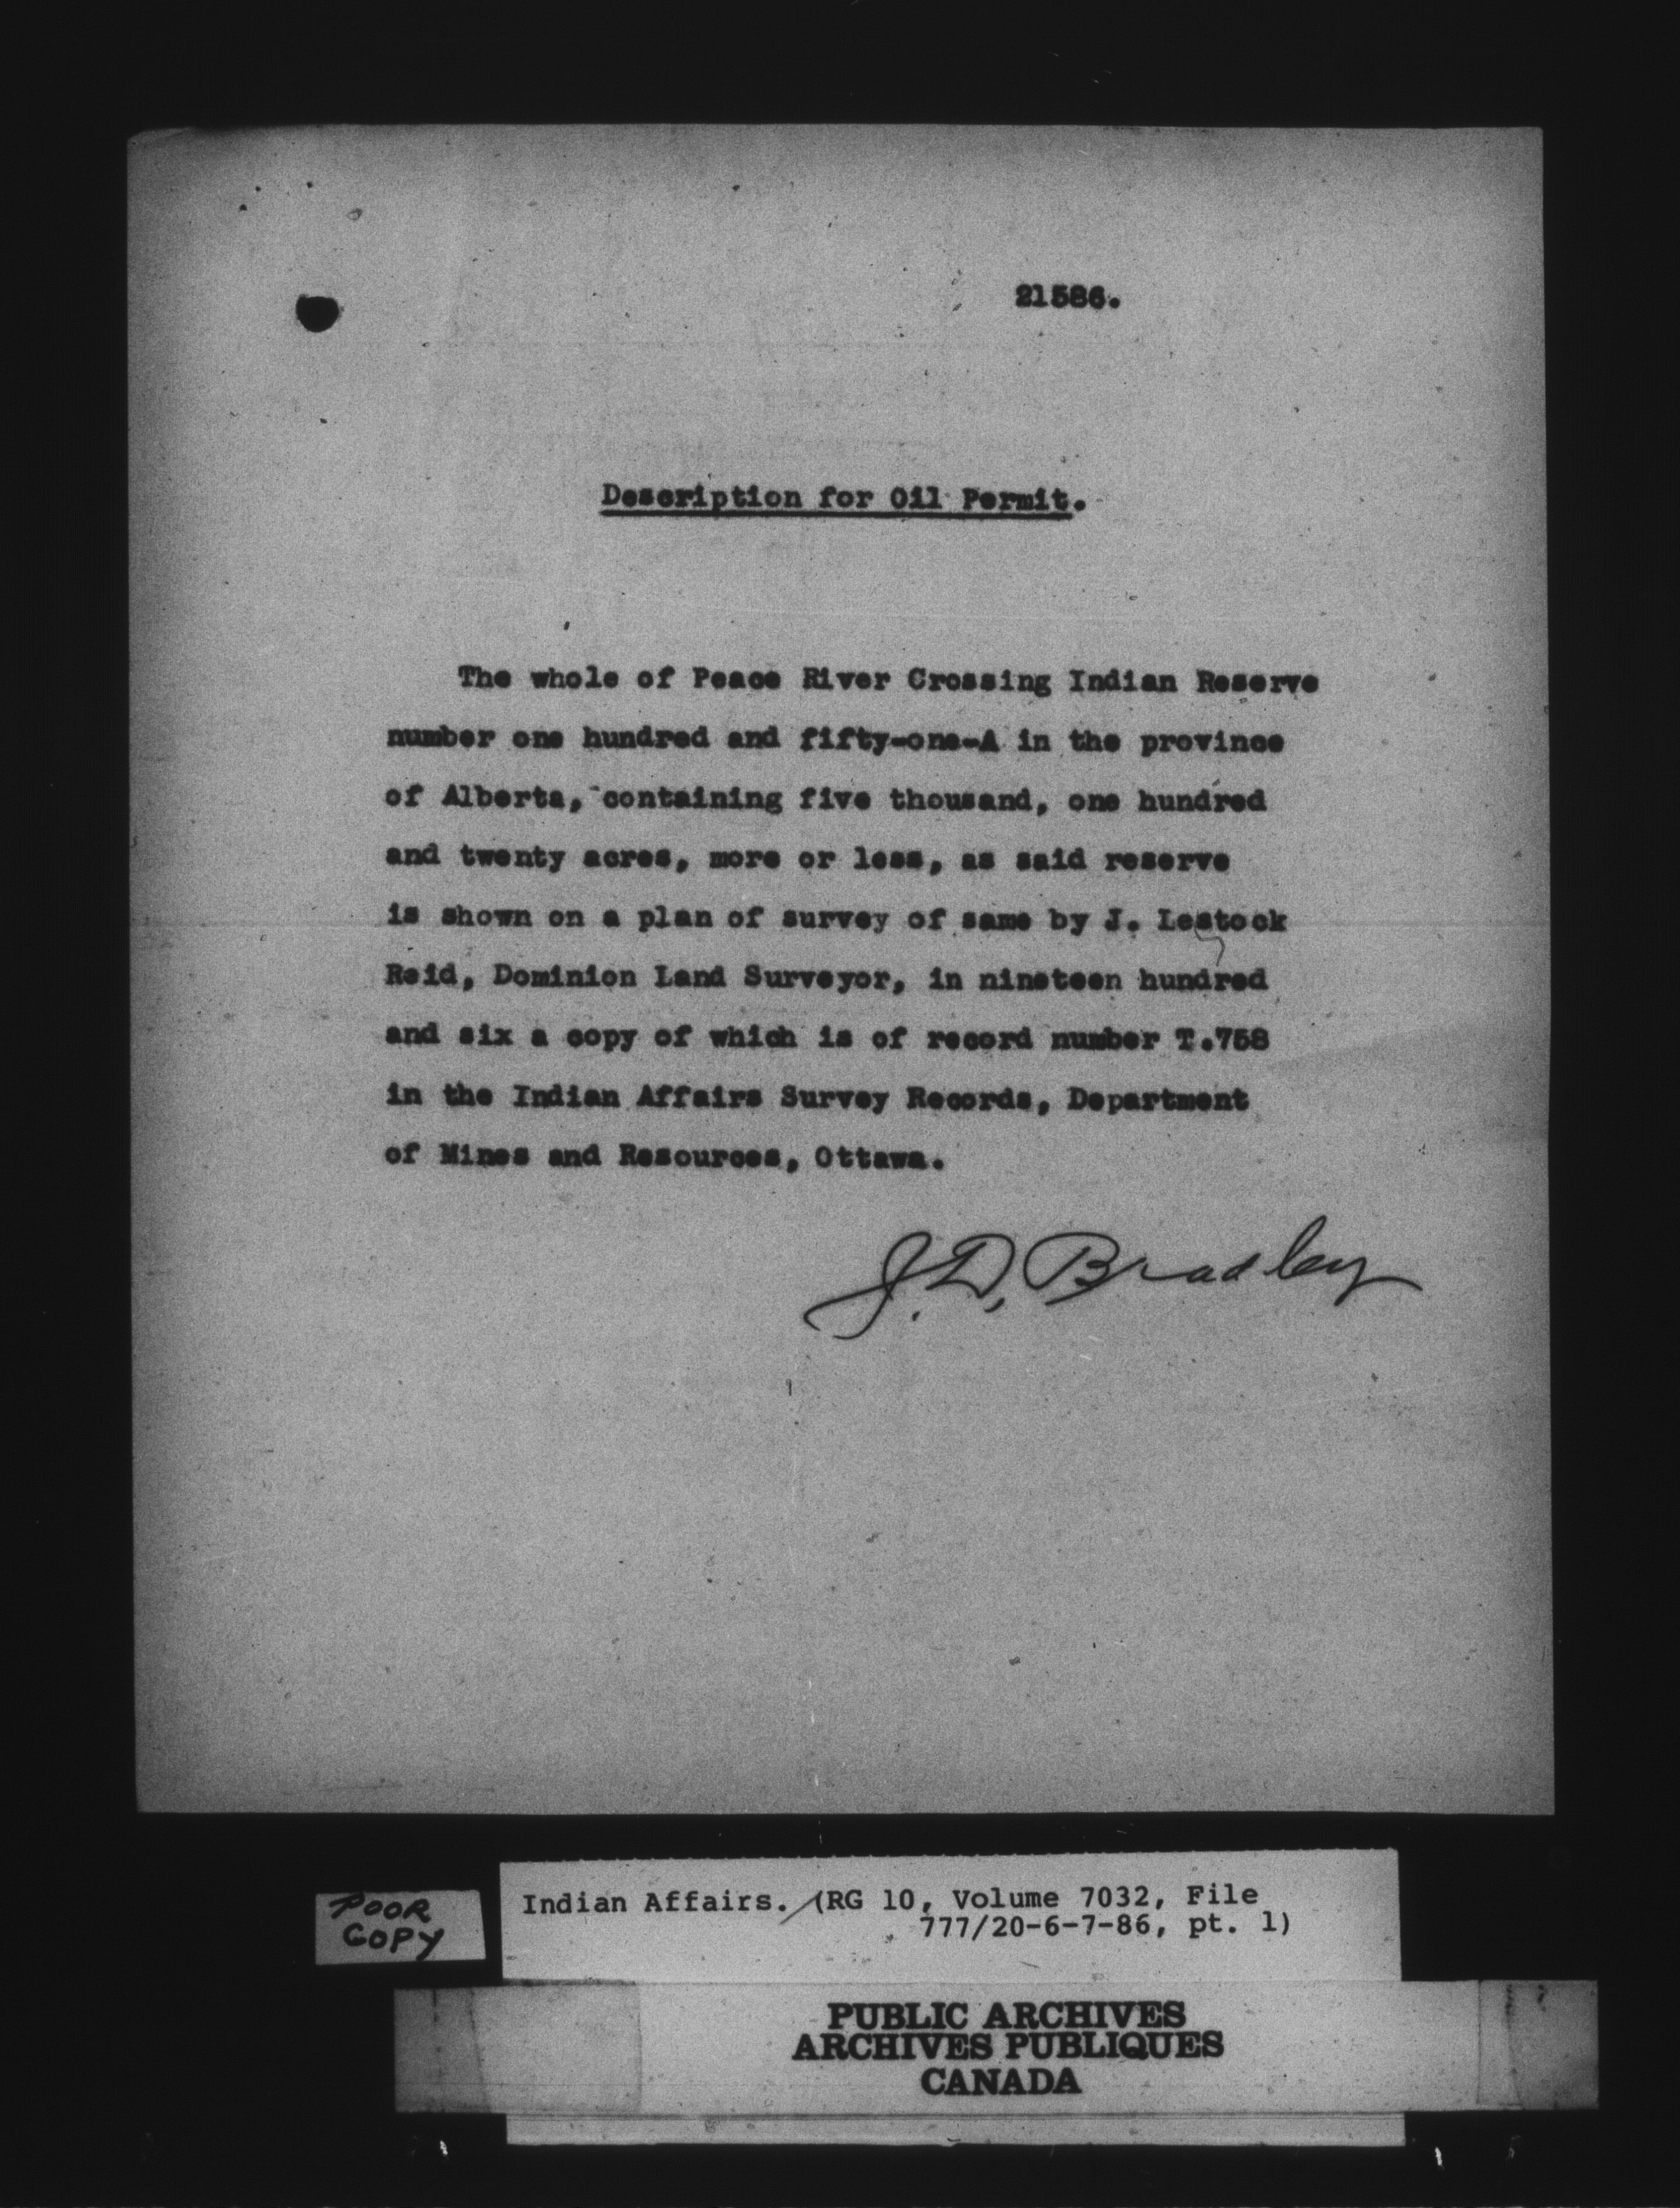 21586.
Description for Oil Permit.
The whole of Peace River Crossing Indian Reserve
number one hundred and fifty-one-A in the province
of Alberta, containing five thousand, one hundred
and twenty acres, more or less, as said reserve
is shown on a plan of survey of same by J. Lestock
Reid, Dominion Land Surveyor, in nineteen hundred
and six a copy of which is of record number T.758
in the Indian Affairs Survey Records, Department
of Mines and Resources, Ottawa.
J.D. Bradley
POOR
COPY
Indian Affairs. (RG 10, Volume 7032, File
777/20-6-7-86, pt. 1)
PUBLIC ARCHIVES
ARCHIVES PUBLIQUES
CANADA